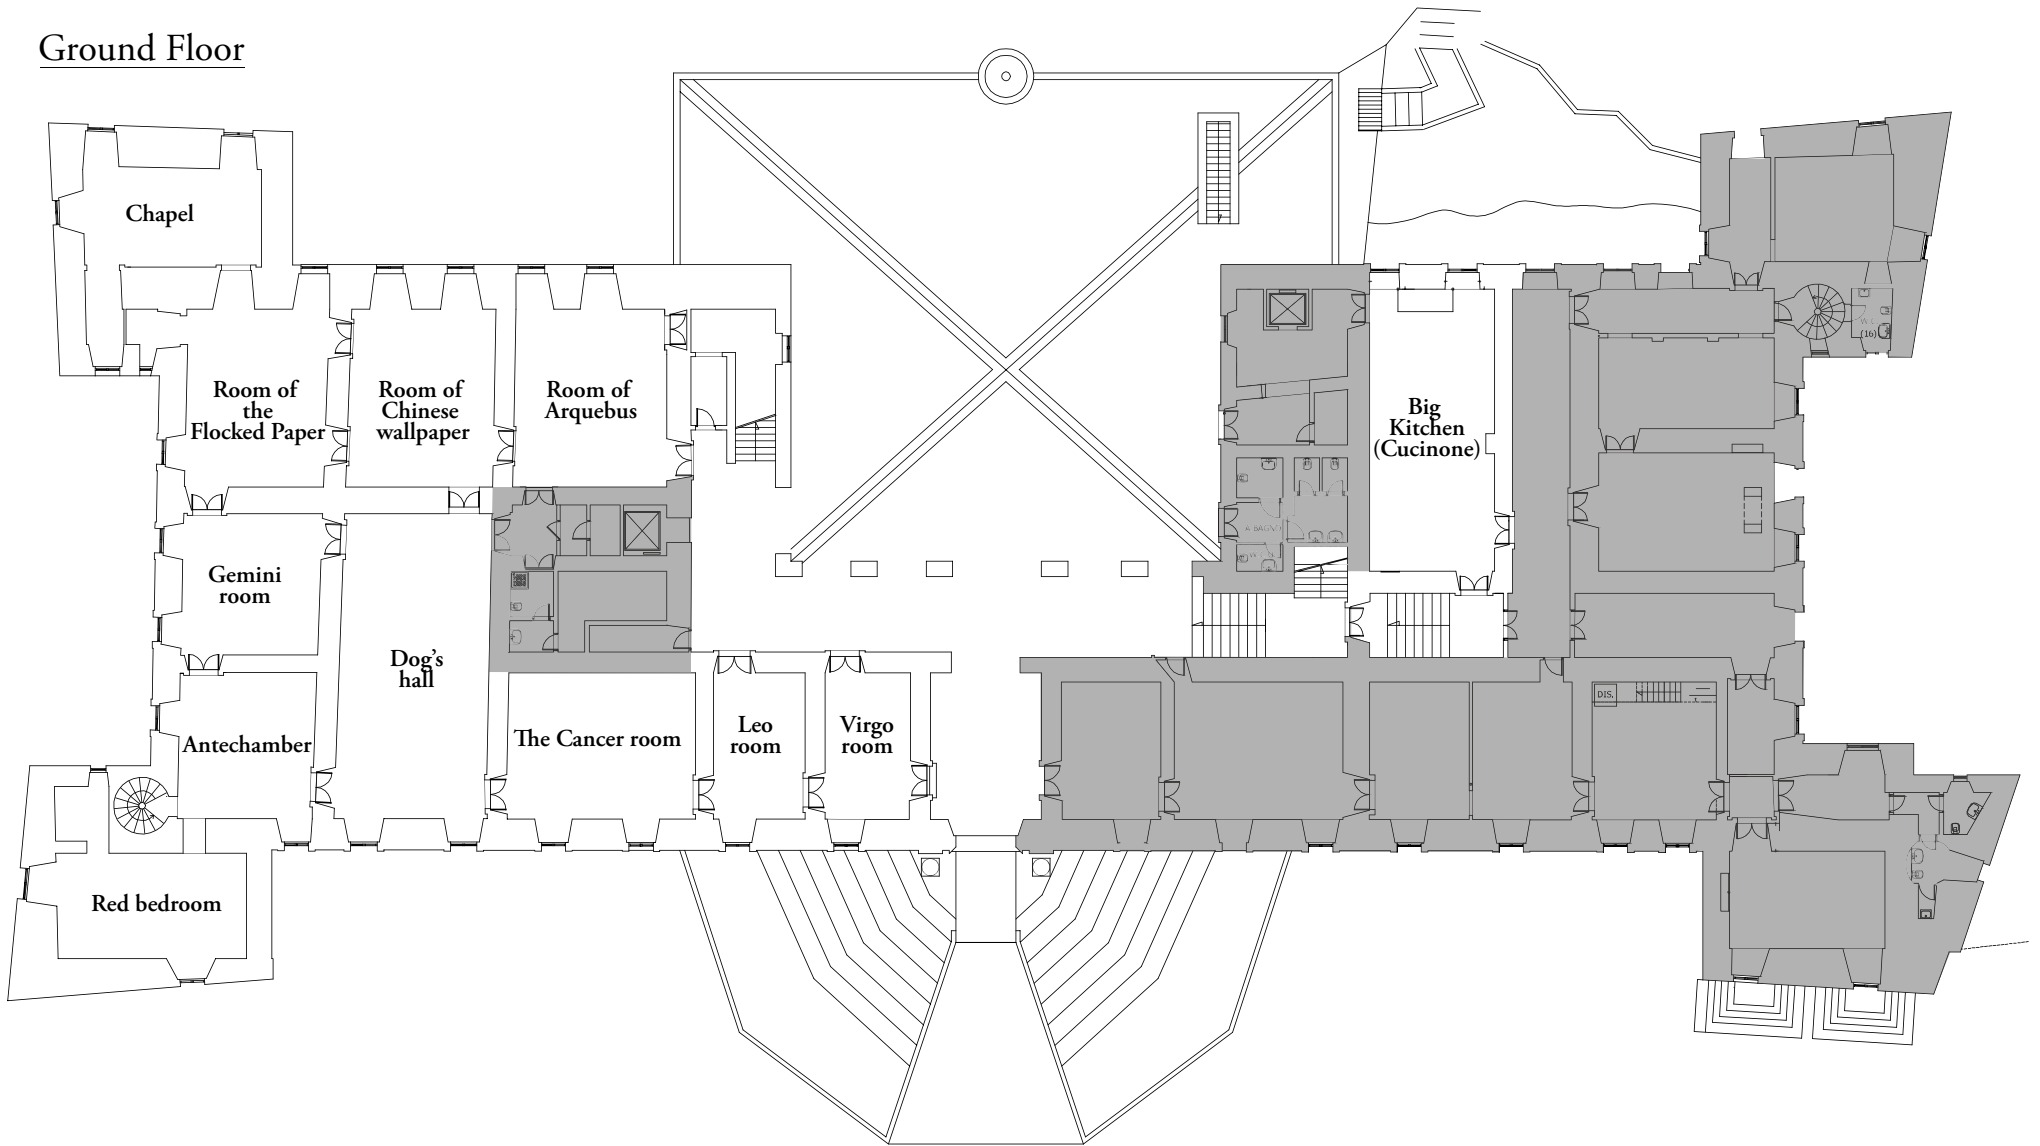 Ground Floor
Chapel
Room of
the
Flocked Paper
Room of
Chinese
wallpaper
Room of
Arquebus
Big
Kitchen
(Cucinone)
(16)
Gemini
room
Dog's
hall
Antechamber
The Cancer room
Leo
room
Virgo
room
DIS.
Red bedroom